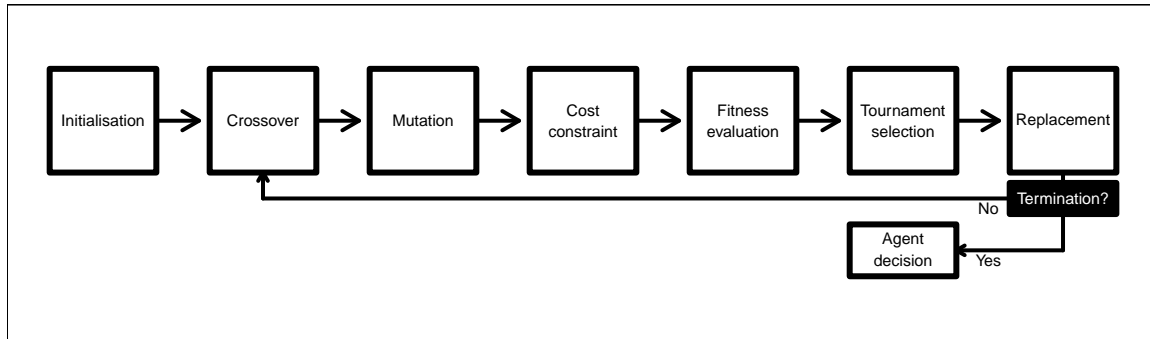 Initialisation
Crossover
Mutation
Cost
constraint
Fitness
evaluation
Tournament
selection
Replacement
Termination?
No
Agent
decision
Yes